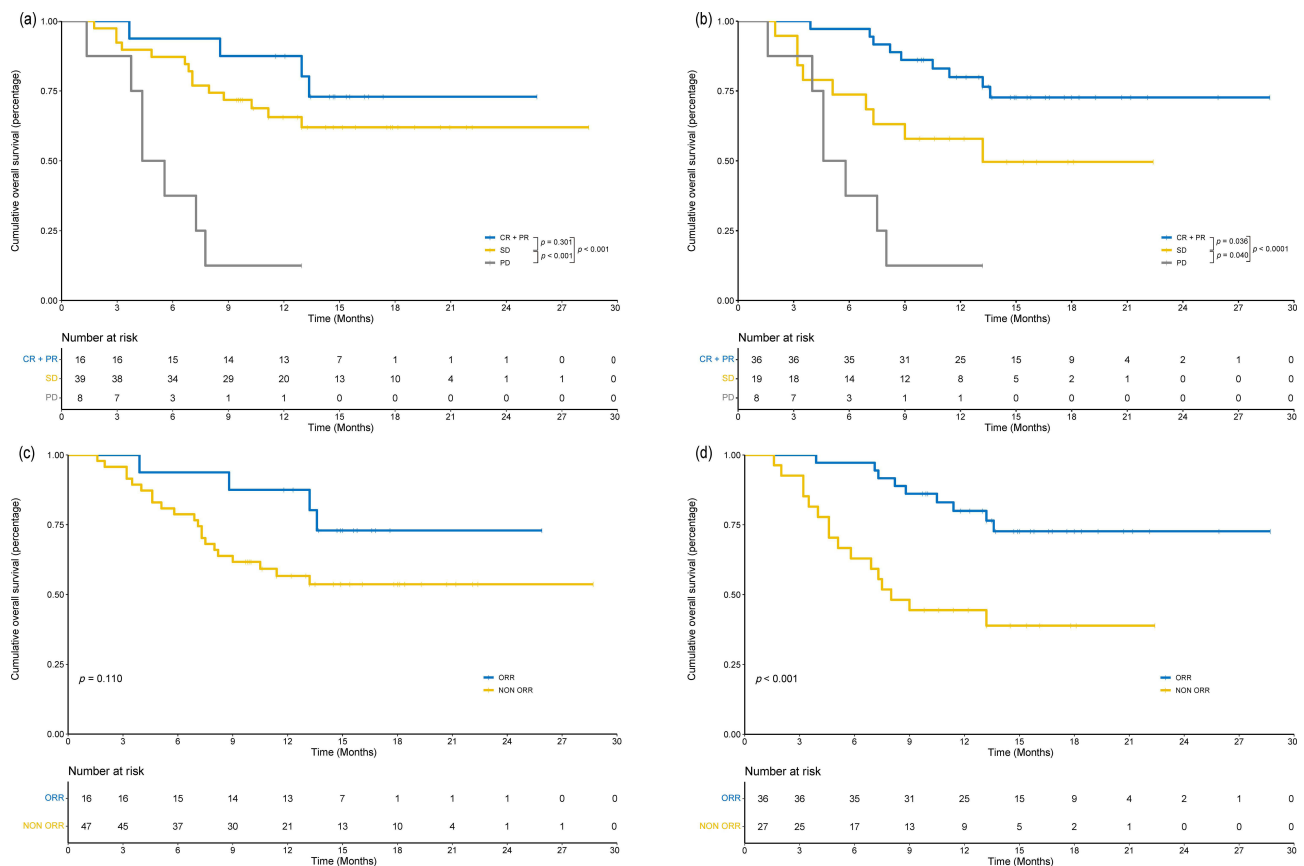 (a)
Cumulative overall survival (percentage)
1.00
0.75
0.50
0.25
0.00
0 3 6 9 12 15 18 21 24 27 30
Time (Months)
CR + PR
SD
PD
p = 0.301
p < 0.001
p < 0.001
Number at risk
CR + PR 16 16 15 14 13 7 1 1 1 0 0
SD 39 38 34 29 20 13 10 4 1 1 0
PD 8 7 3 1 1 0 0 0 0 0 0
0 3 6 9 12 15 18 21 24 27 30
Time (Months)
(b)
Cumulative overall survival (percentage)
1.00
0.75
0.50
0.25
0.00
0 3 6 9 12 15 18 21 24 27 30
Time (Months)
CR + PR
SD
PD
p = 0.036
p = 0.040
p < 0.0001
Number at risk
CR + PR 36 36 35 31 25 15 9 4 2 1 0
SD 19 18 14 12 8 5 2 1 0 0 0
PD 8 7 3 1 1 0 0 0 0 0 0
0 3 6 9 12 15 18 21 24 27 30
Time (Months)
(c)
Cumulative overall survival (percentage)
1.00
0.75
0.50
0.25
0.00
p = 0.110
ORR
NON ORR
0 3 6 9 12 15 18 21 24 27 30
Time (Months)
Number at risk
ORR 16 16 15 14 13 7 1 1 1 0 0
NON ORR 47 45 37 30 21 13 10 4 1 1 0
0 3 6 9 12 15 18 21 24 27 30
Time (Months)
(d)
Cumulative overall survival (percentage)
1.00
0.75
0.50
0.25
0.00
p < 0.001
ORR
NON ORR
0 3 6 9 12 15 18 21 24 27 30
Time (Months)
Number at risk
ORR 36 36 35 31 25 15 9 4 2 1 0
NON ORR 27 25 17 13 9 5 2 1 0 0 0
0 3 6 9 12 15 18 21 24 27 30
Time (Months)